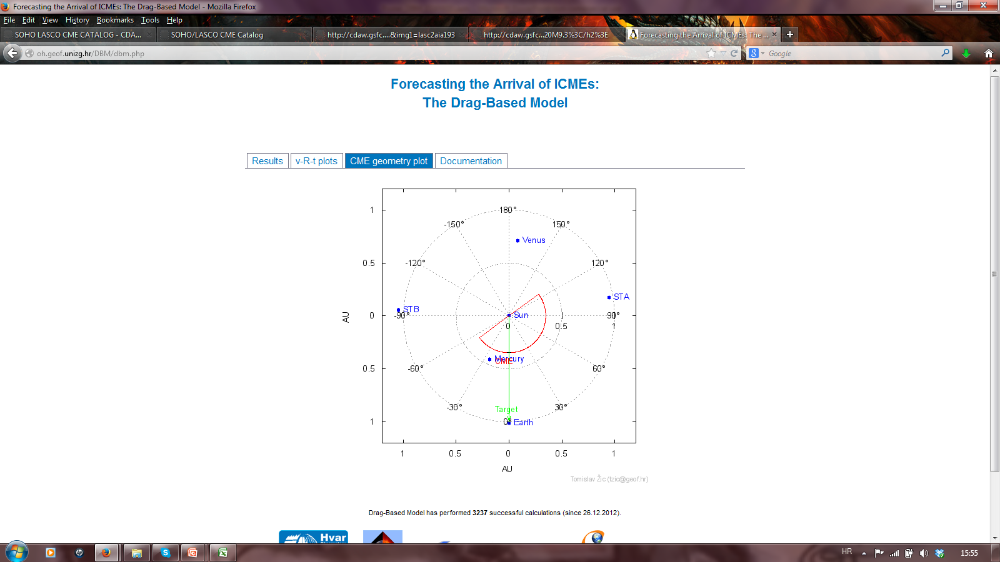 Forecasting the Arrival of ICMEs: The Drag-Based Model - Mozilla Firefox
File Edit View History Bookmarks Tools Help
SOHO LASCO CME CATALOG - CDA... SOHO/LASCO CME Catalog http://cdaw.gsfc....&img1=lasc2aia193 http://cdaw.gsfc...20M9.3%3C/h2%3E Forecasting the Arrival of ICMEs: The ...
oh.geof.unizg.hr/DBM/dbm.php Google
Forecasting the Arrival of ICMEs:
The Drag-Based Model
Results v-R-t plots CME geometry plot Documentation
1 180°
-150° 150°
Venus
0.5 -120° 120°
STA
STB
AU 0 -90° Sun 90°
0 0.5 1
Mercury
CME
0.5 -60° 60°
-30° 30°
Target
1 0° Earth
1 0.5 0 0.5 1
AU
Tomislav Žic (tzic@geof.hr)
Drag-Based Model has performed 3237 successful calculations (since 26.12.2012).
Hvar
HR 15:55